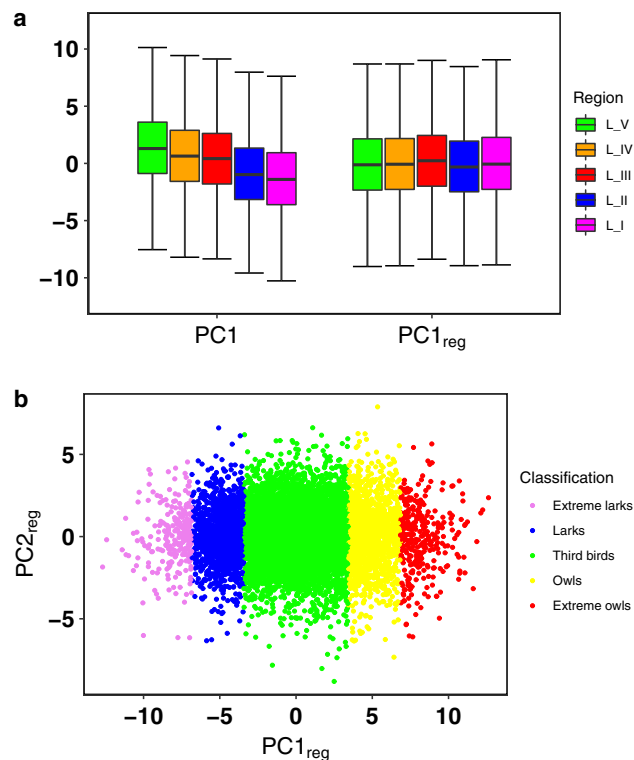 a
10
5
0
−5
−10
PC1
PC1reg
Region
L_V
L_IV
L_III
L_II
L_I
b
PC2reg
5
0
−5
−10
−5
0
5
10
PC1reg
Classification
Extreme larks
Larks
Third birds
Owls
Extreme owls